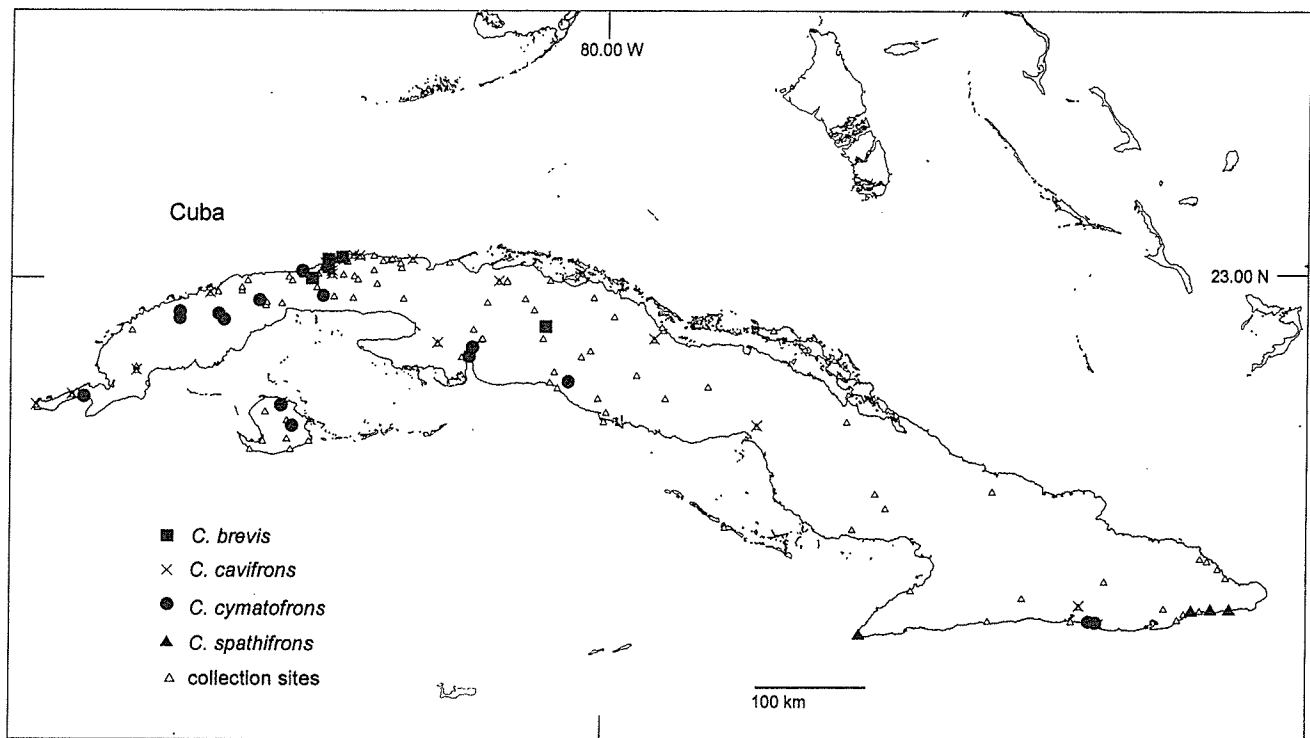 80.00 W
Cuba
23.00 N
C. brevis
C. cavifrons
C. cymatofrons
C. spathifrons
collection sites
100 km